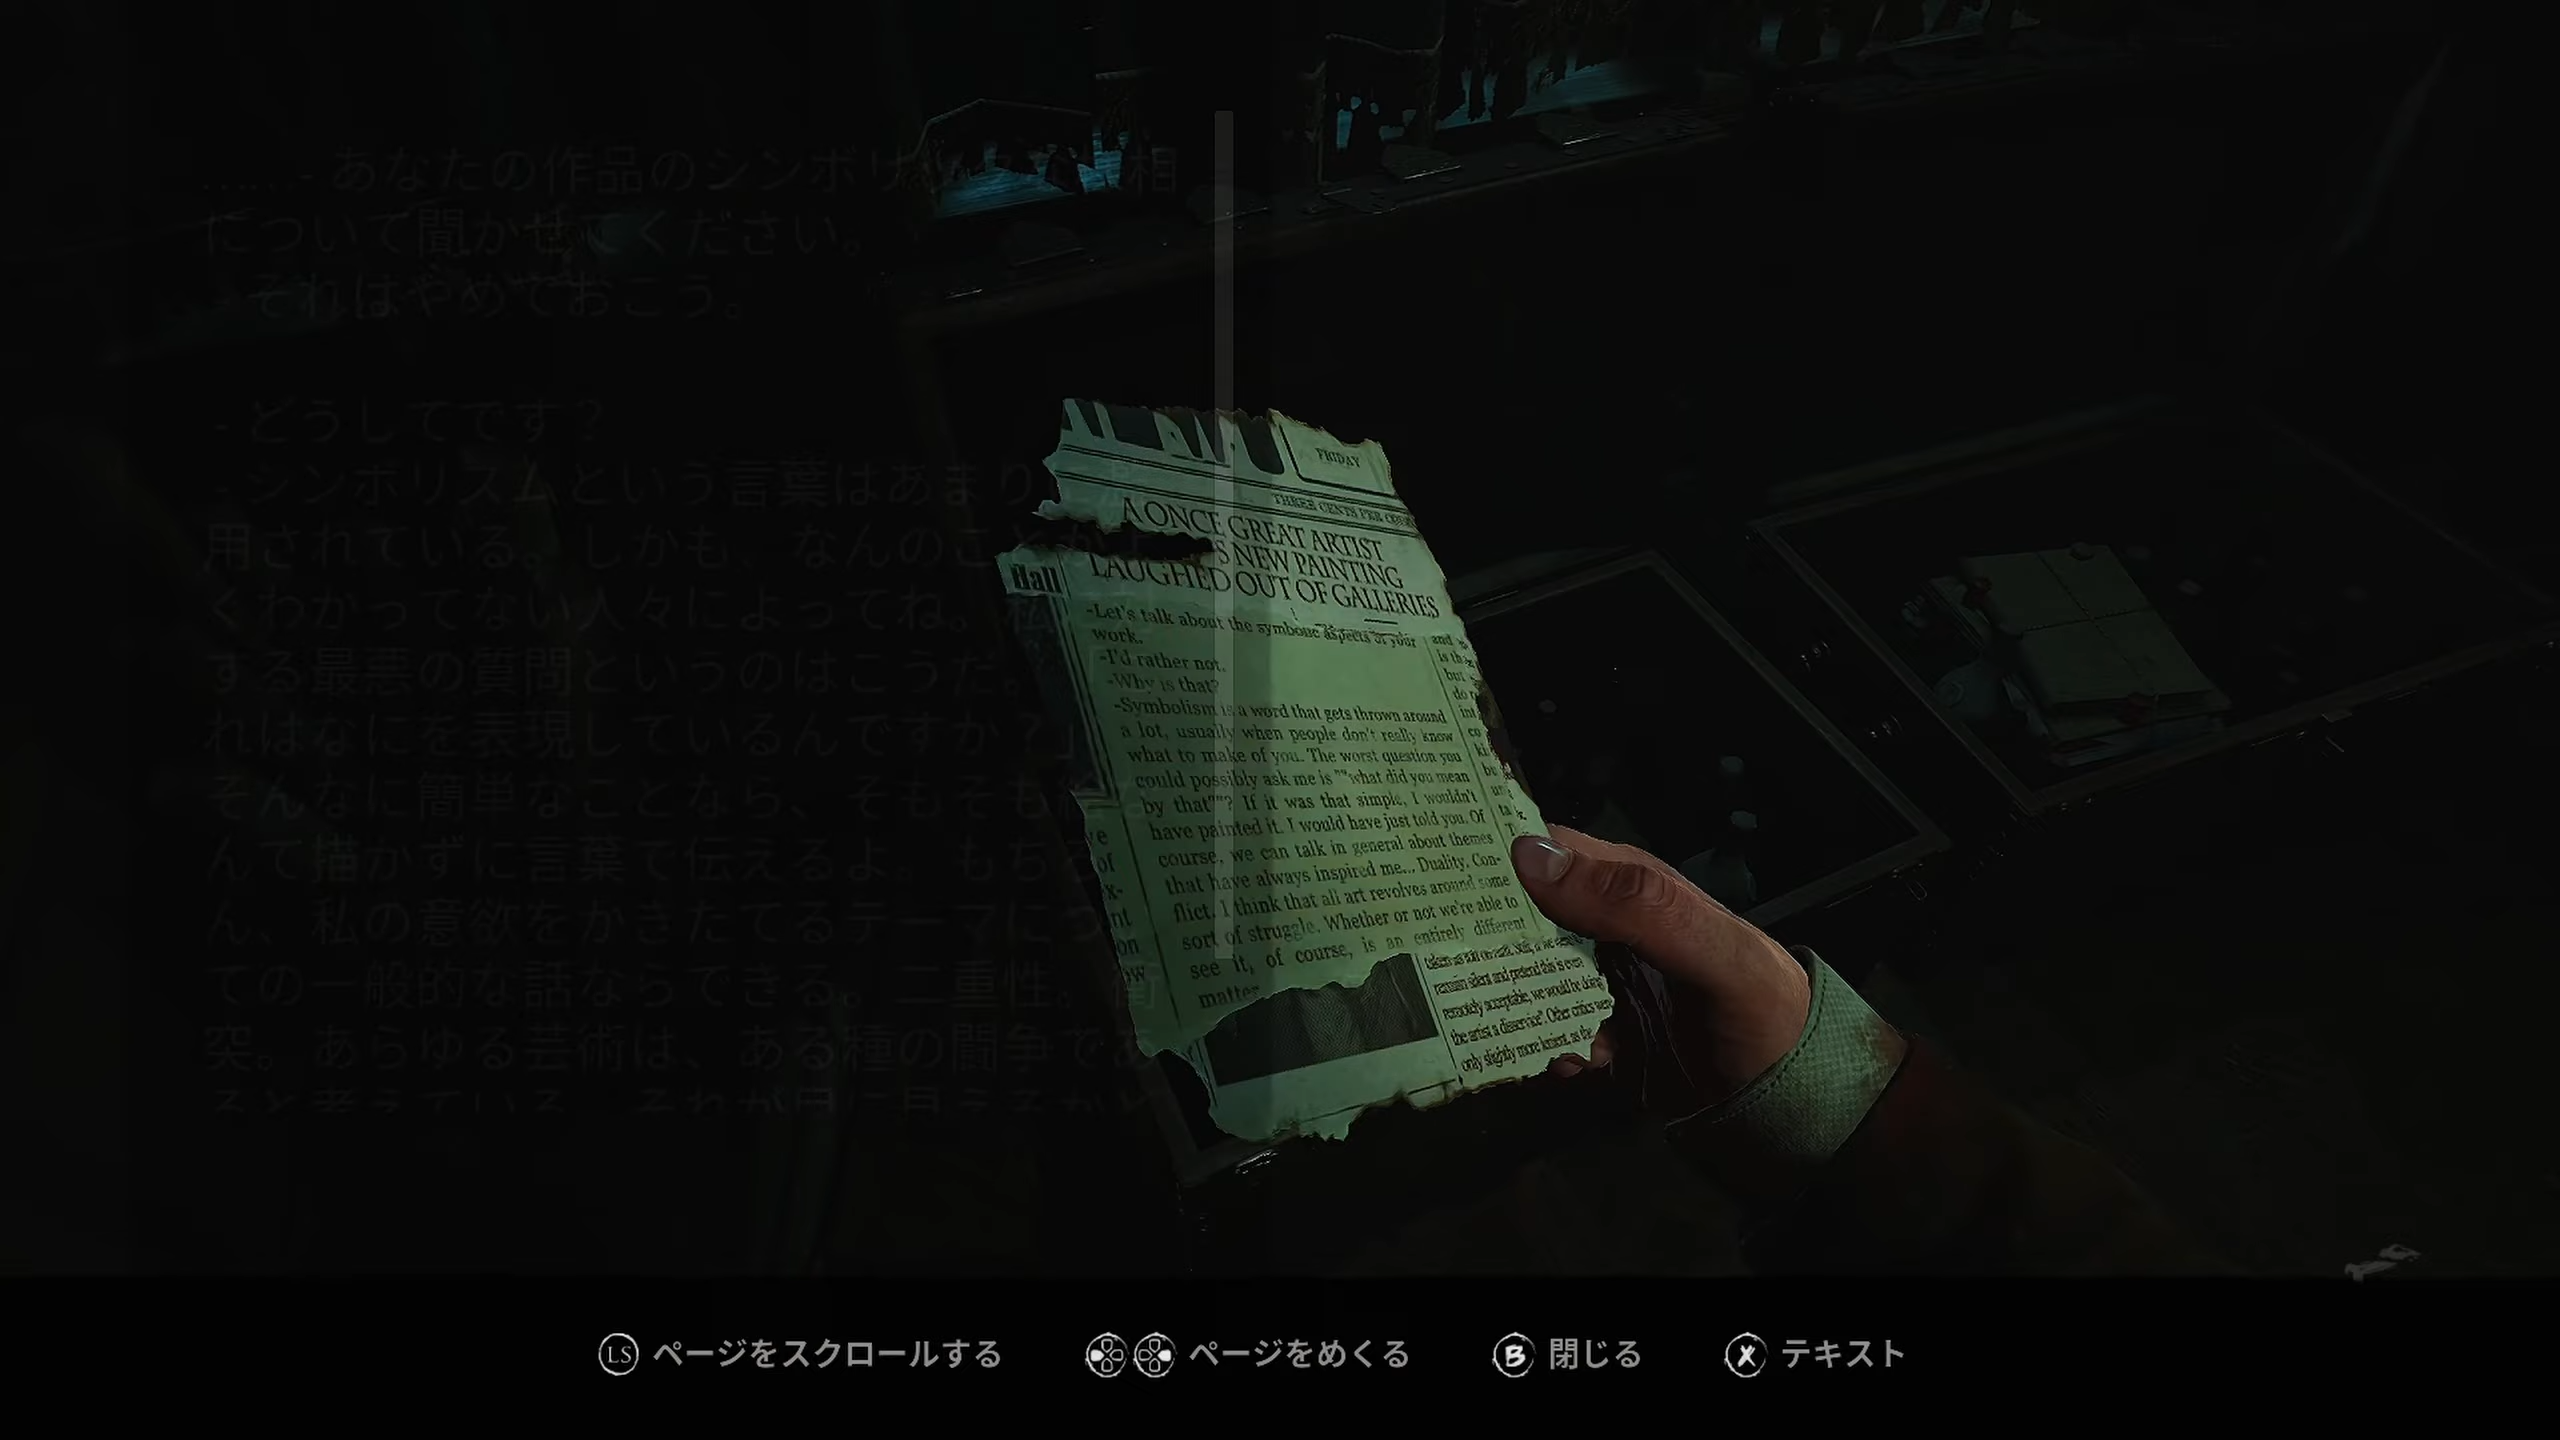 ……- あなたの作品のシンボリ 相
について聞かせてください。
- それはやめておこう。
- どうしてです？
- シンボリスムという言葉はあまり
用されている。しかも、なんのこと
くわかってない人々によってね。
する最悪の質問というのはこうだ。
れはなにを表現しているんですか？」
そんなに簡単なことなら、そもそも
んて描かずに言葉で伝えるよ。もち
ん、私の意欲をかきたてるテーマにつ
ての一般的な話ならできる。二重性。衝
突。あらゆる芸術は、ある種の闘争であ
FRIDAY
THREE CENTS PER
A ONCE GREAT ARTIST
S NEW PAINTING
LAUGHED OUT OF GALLERIES
Hall
-Let's talk about the symbolic aspects of your
work.
-I'd rather not.
-Why is that?
-Symbolism is a word that gets thrown around
a lot, usually when people don't really know
what to make of you. The worst question you
could possibly ask me is ""what did you mean
by that""? If it was that simple, I wouldn't
have painted it. I would have just told you. Of
course, we can talk in general about themes
that have always inspired me... Duality. Con-
flict. I think that all art revolves around some
sort of struggle. Whether or not we're able to
see it, of course, is an entirely different
matter
remain silent and pretend this is even
remotely acceptable, we would be doing
the artist a disservice". Other critics were
only slightly more lenient, as the
LS ページをスクロールする
ページをめくる
B 閉じる
X テキスト